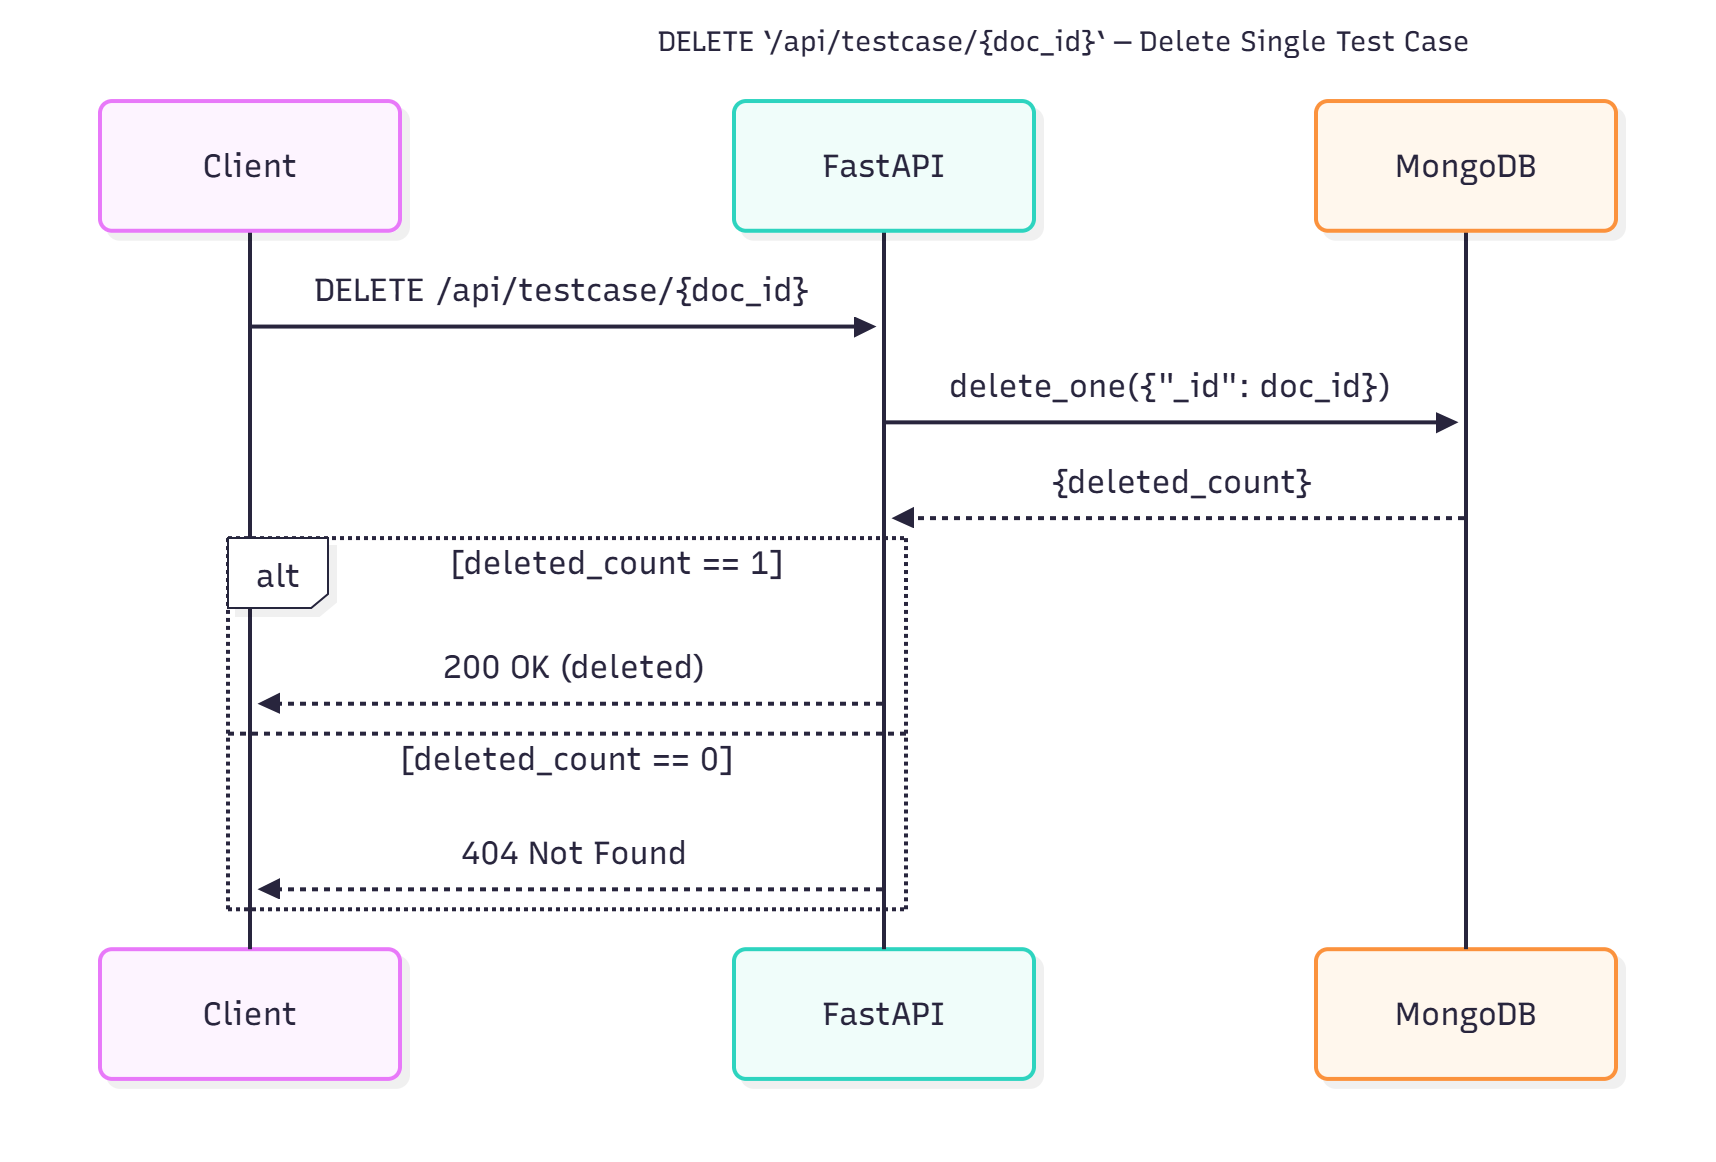 DELETE '/api/testcase/{doc_id}‘ — Delete Single Test Case
Client
FastAPI
MongoDB
DELETE /api/testcase/{doc_id}
delete_one({"_id": doc_id})
{deleted_count}
alt
[deleted_count == 1]
200 OK (deleted)
[deleted_count == 0]
404 Not Found
Client
FastAPI
MongoDB